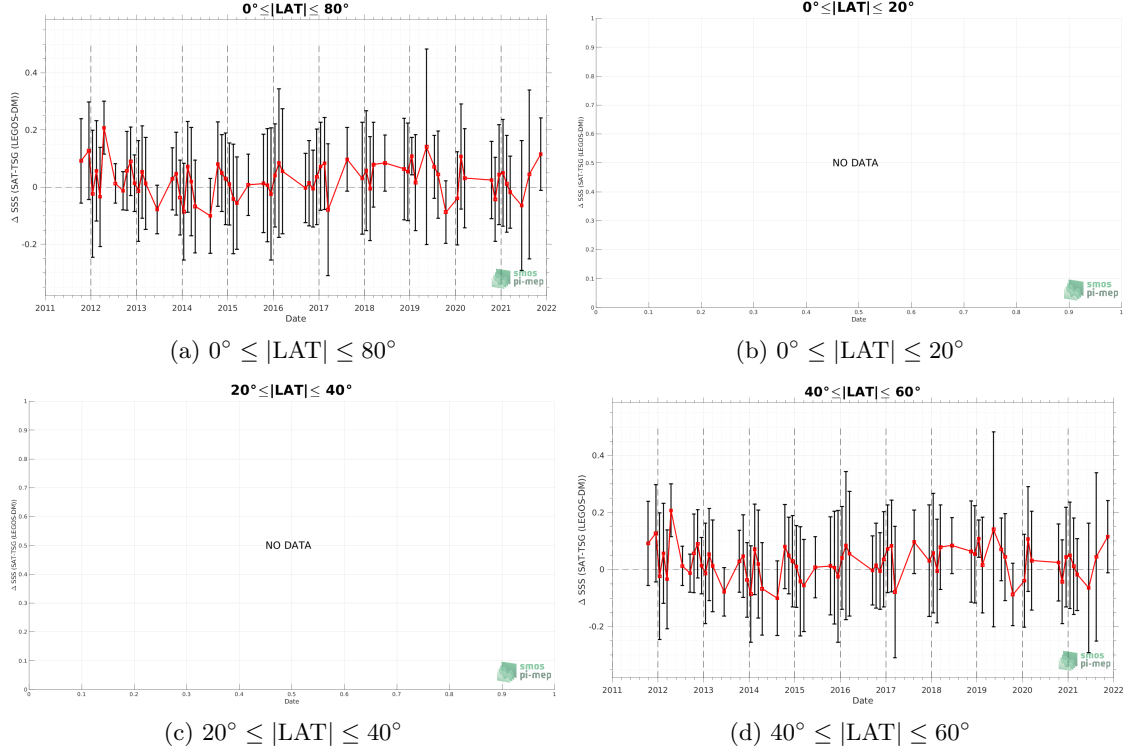 0°≤|LAT|≤ 80°
Δ SSS (SAT-TSG (LEGOS-DM))
0.4
0.2
0
-0.2
2011 2012 2013 2014 2015 2016 2017 2018 2019 2020 2021 2022
Date
smos
pi-mep
(a) 0° ≤ |LAT| ≤ 80°
0°≤|LAT|≤ 20°
Δ SSS (SAT-TSG (LEGOS-DM))
1
0.9
0.8
0.7
0.6
0.5
0.4
0.3
0.2
0.1
0
NO DATA
0 0.1 0.2 0.3 0.4 0.5 0.6 0.7 0.8 0.9 1
Date
smos
pi-mep
(b) 0° ≤ |LAT| ≤ 20°
20°≤|LAT|≤ 40°
Δ SSS (SAT-TSG (LEGOS-DM))
1
0.9
0.8
0.7
0.6
0.5
0.4
0.3
0.2
0.1
0
NO DATA
0 0.1 0.2 0.3 0.4 0.5 0.6 0.7 0.8 0.9 1
Date
smos
pi-mep
(c) 20° ≤ |LAT| ≤ 40°
40°≤|LAT|≤ 60°
Δ SSS (SAT-TSG (LEGOS-DM))
0.4
0.2
0
-0.2
2011 2012 2013 2014 2015 2016 2017 2018 2019 2020 2021 2022
Date
smos
pi-mep
(d) 40° ≤ |LAT| ≤ 60°